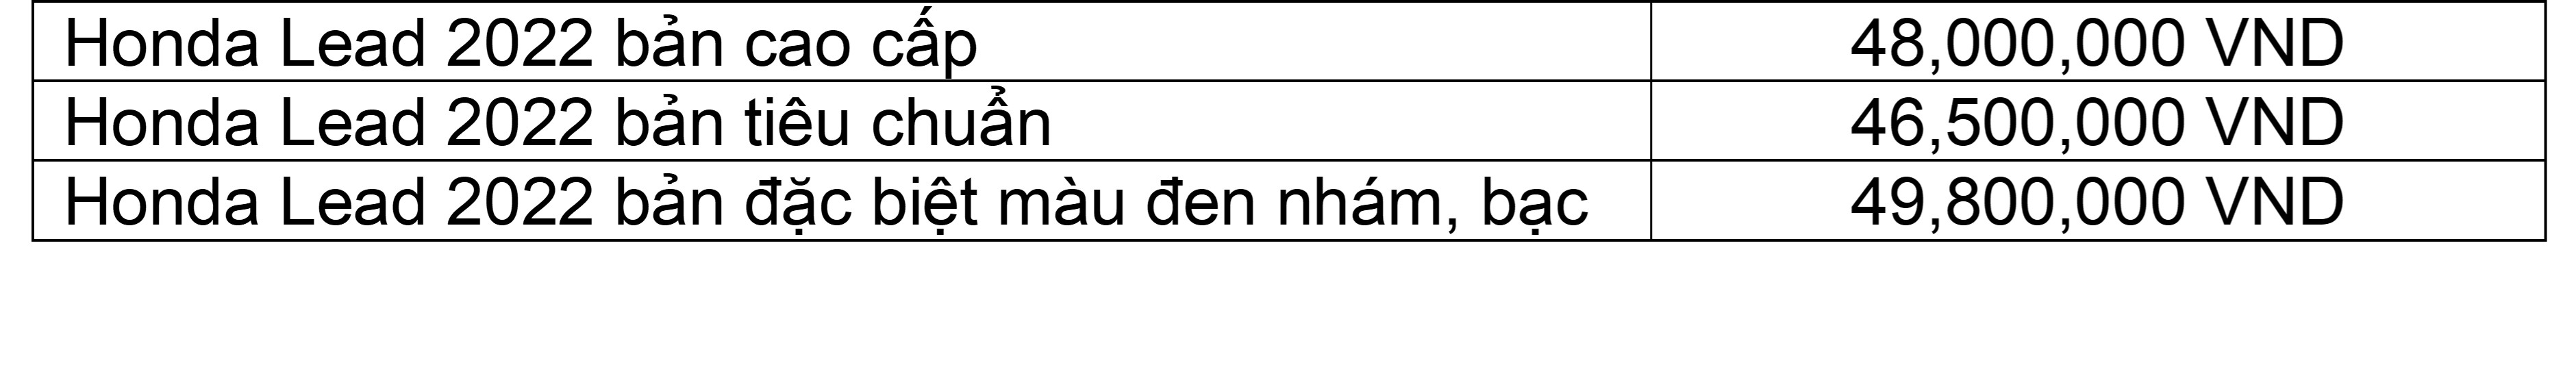 Honda Lead 2022 bản cao cấp 48,000,000 VND
Honda Lead 2022 bản tiêu chuẩn 46,500,000 VND
Honda Lead 2022 bản đặc biệt màu đen nhám, bạc 49,800,000 VND